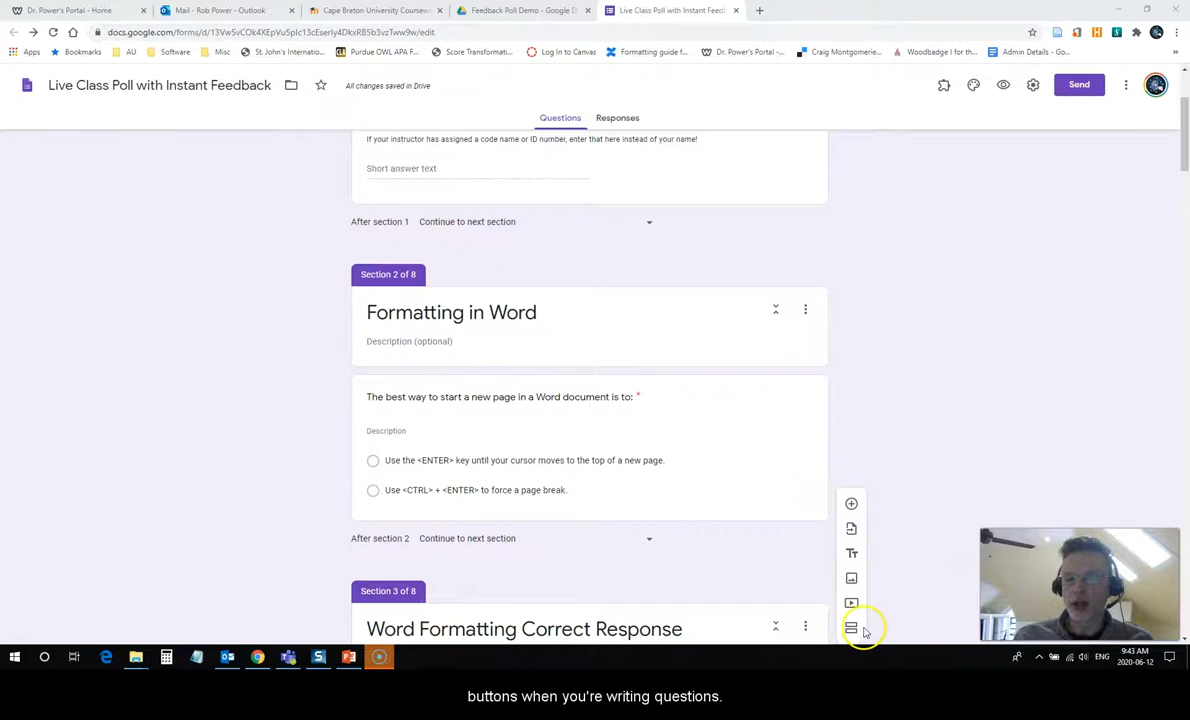 Dr. Power's Portal - Home
Mail - Rob Power - Outlook
Cape Breton University Coursew
Feedback Poll Demo - Google D
Live Class Poll with Instant Feedb
docs.google.com/forms/d/13VwSvCOk4XEpVu5pIc13cEserIy4DkxRB5b3vzTww9w/edit
Apps
Bookmarks
AU
Software
Misc
St. John's Internatio...
Purdue OWL APA F...
Score Transformati...
Log In to Canvas
Formatting guide f...
Dr. Power's Portal -...
Craig Montgomerie...
Woodbadge I for th...
Admin Details - Go...
Live Class Poll with Instant Feedback
All changes saved in Drive
Send
Questions
Responses
If your instructor has assigned a code name or ID number, enter that here instead of your name!
Short answer text
After section 1 Continue to next section
Section 2 of 8
Formatting in Word
Description (optional)
The best way to start a new page in a Word document is to: *
Description
Use the <ENTER> key until your cursor moves to the top of a new page.
Use <CTRL> + <ENTER> to force a page break.
After section 2 Continue to next section
Tt
Section 3 of 8
Word Formatting Correct Response
ENG
9:43 AM
2020-06-12
buttons when you're writing questions.